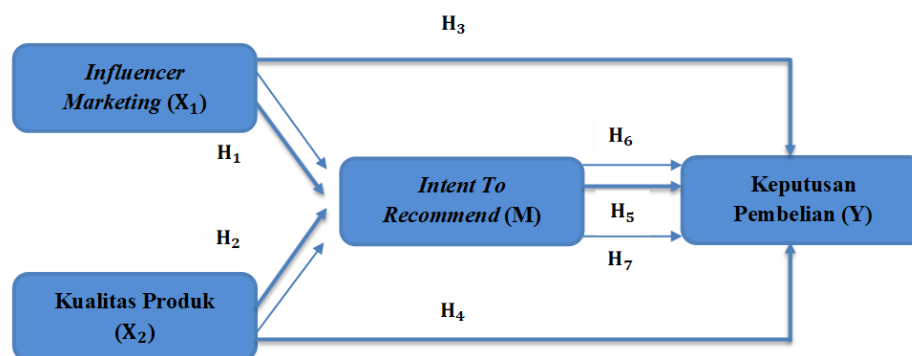 H₃
Influencer
Marketing (X₁)
H₁
H₆
Intent To
Recommend (M)
Keputusan
Pembelian (Y)
H₅
H₂
H₇
Kualitas Produk
(X₂)
H₄